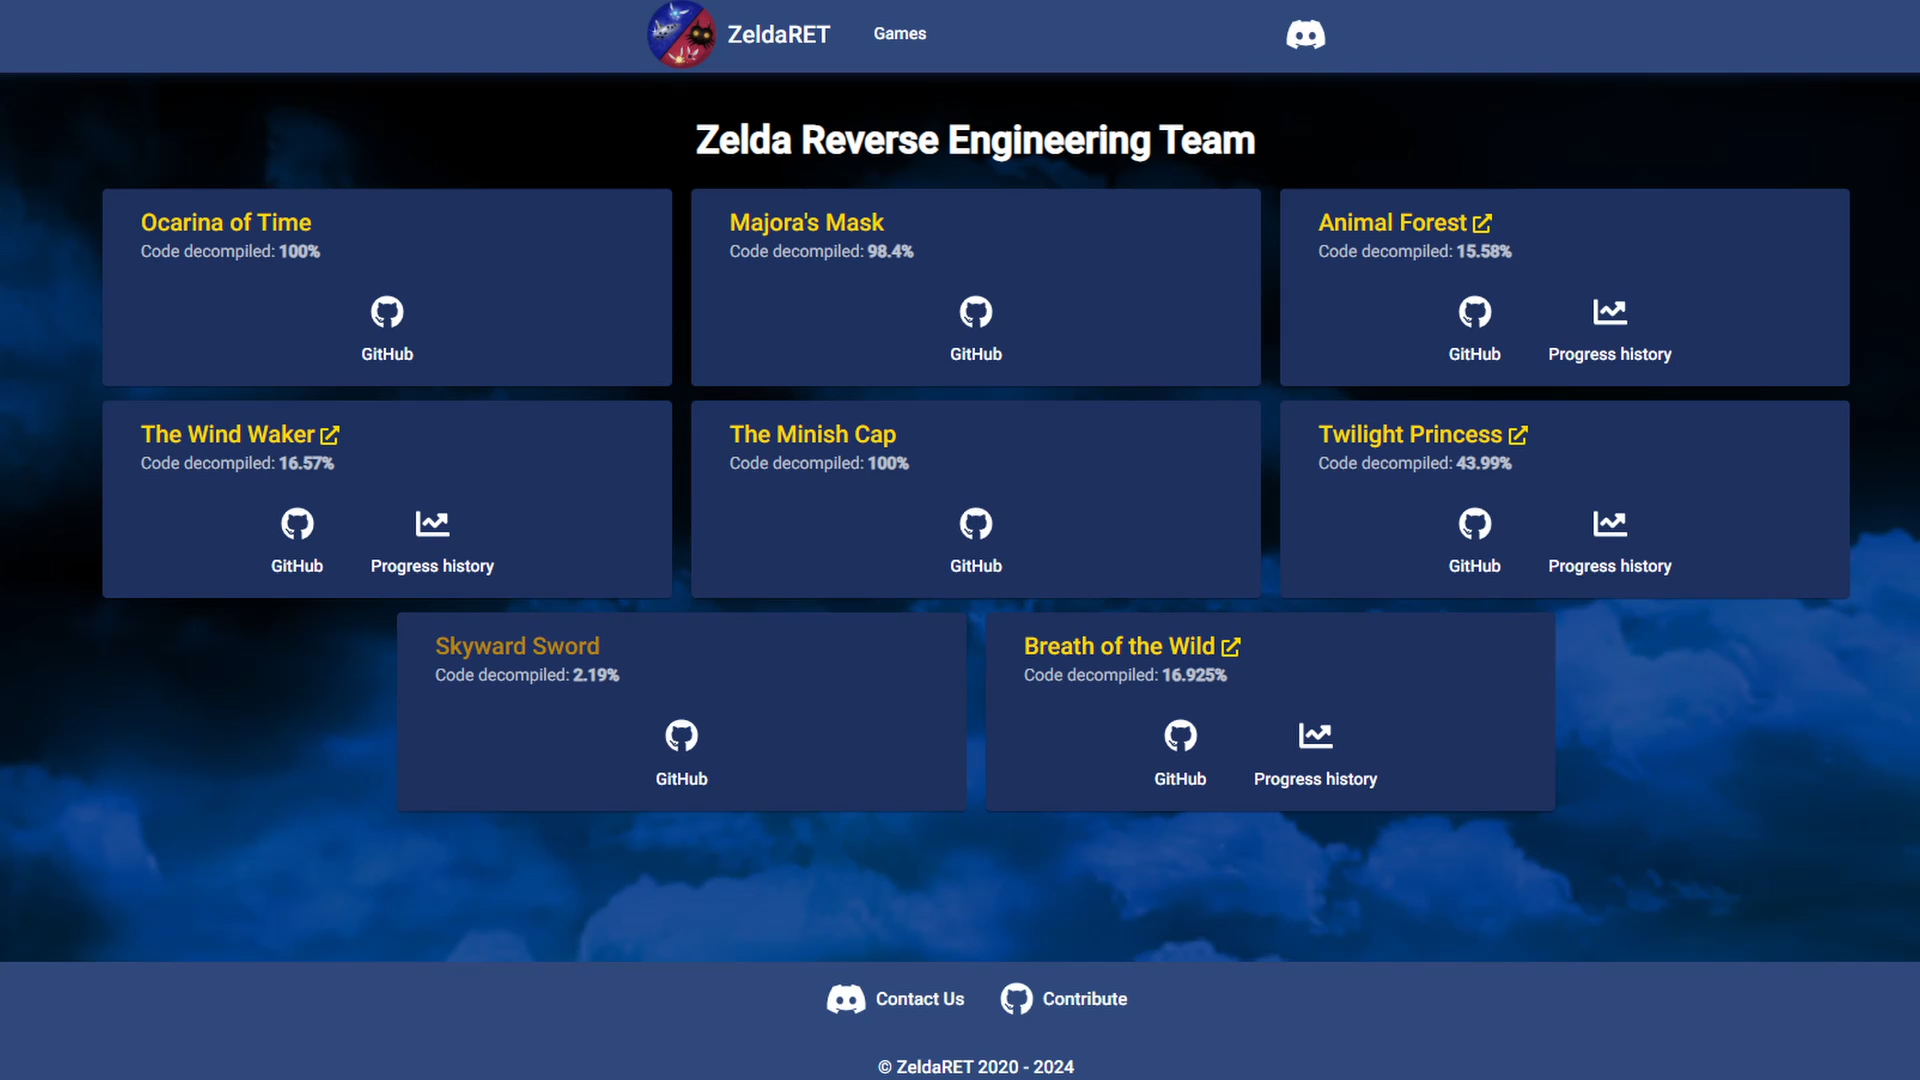 ZeldaRET Games
Zelda Reverse Engineering Team
Ocarina of Time
Code decompiled: 100%
GitHub
Majora's Mask
Code decompiled: 98.4%
GitHub
Animal Forest
Code decompiled: 15.58%
GitHub Progress history
The Wind Waker
Code decompiled: 16.57%
GitHub Progress history
The Minish Cap
Code decompiled: 100%
GitHub
Twilight Princess
Code decompiled: 43.99%
GitHub Progress history
Skyward Sword
Code decompiled: 2.19%
GitHub
Breath of the Wild
Code decompiled: 16.925%
GitHub Progress history
Contact Us Contribute
© ZeldaRET 2020 - 2024